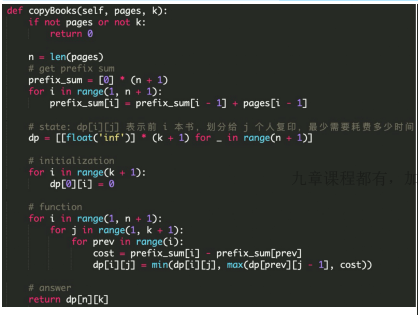 def copyBooks(self, pages, k):
    if not pages or not k:
        return 0

    n = len(pages)
    # get prefix sum
    prefix_sum = [0] * (n + 1)
    for i in range(1, n + 1):
        prefix_sum[i] = prefix_sum[i - 1] + pages[i - 1]

    # state: dp[i][j] 表示前 i 本书，划分给 j 个人复印，最少需要耗费多少时间
    dp = [[float('inf')] * (k + 1) for _ in range(n + 1)]

    # initialization
    for i in range(k + 1):
        dp[0][i] = 0
九章课程都有，加

    # function
    for i in range(1, n + 1):
        for j in range(1, k + 1):
            for prev in range(i):
                cost = prefix_sum[i] - prefix_sum[prev]
                dp[i][j] = min(dp[i][j], max(dp[prev][j - 1], cost))

    # answer
    return dp[n][k]